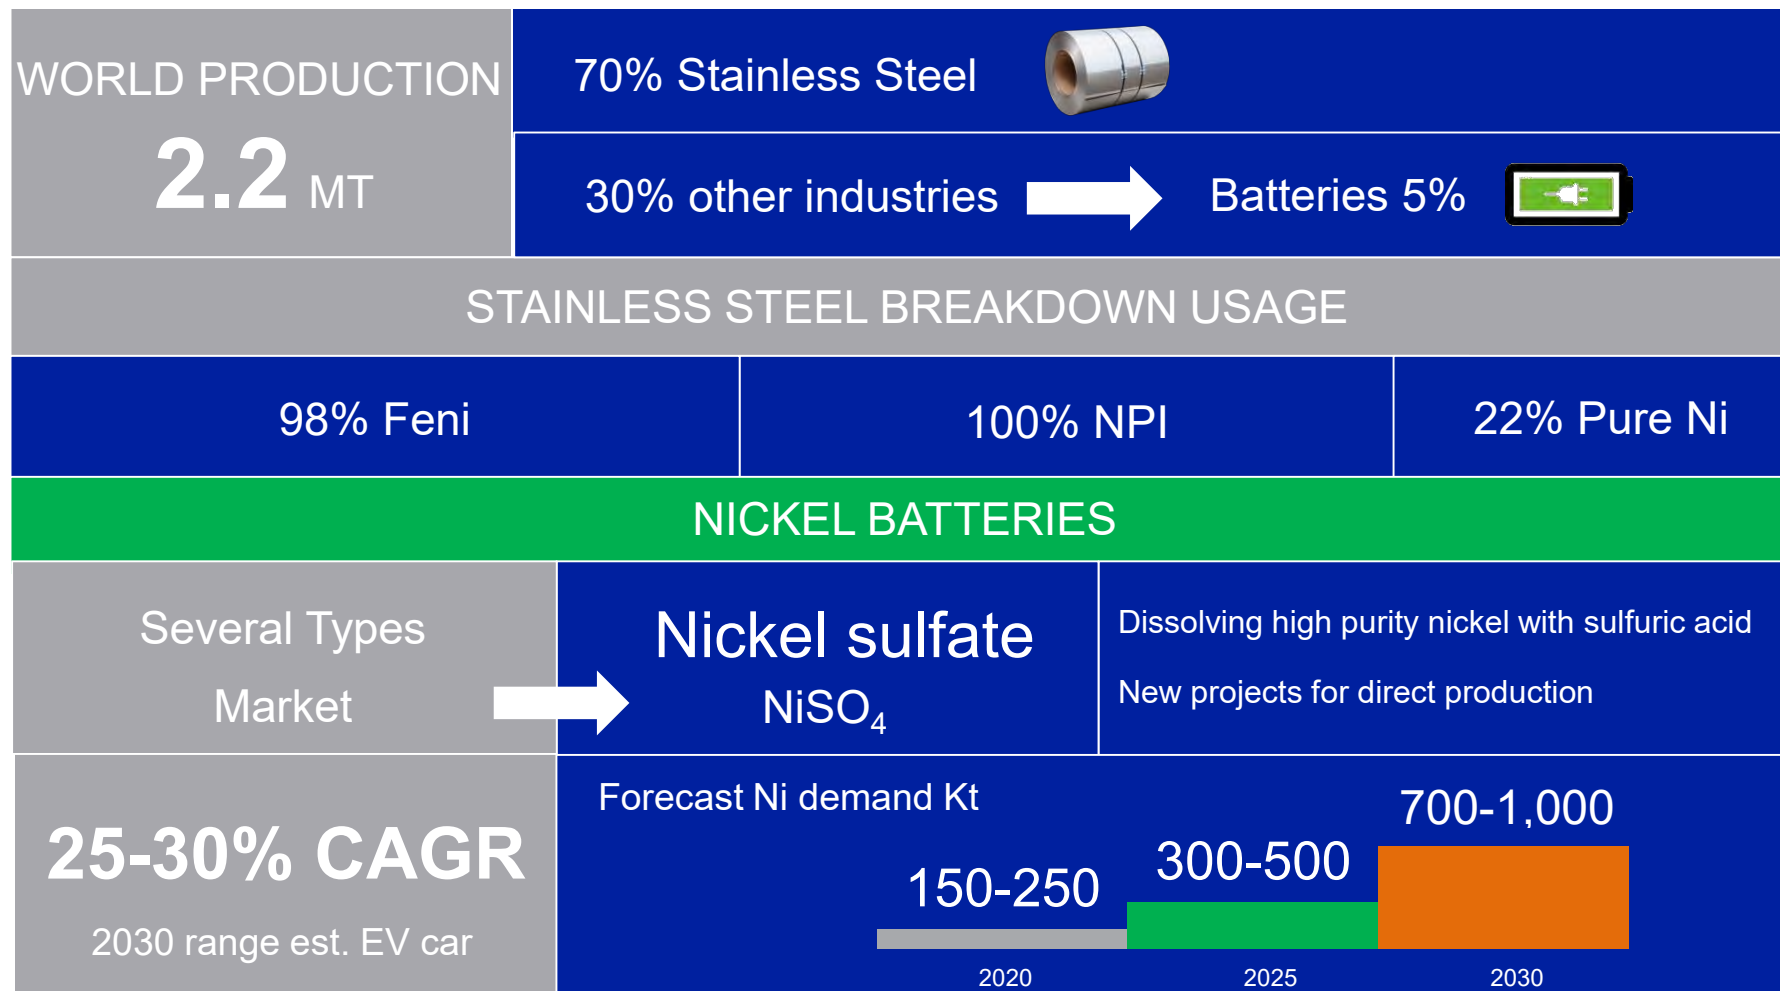 WORLD PRODUCTION
2.2 MT
70% Stainless Steel
30% other industries
Batteries 5%
STAINLESS STEEL BREAKDOWN USAGE
98% Feni
100% NPI
22% Pure Ni
NICKEL BATTERIES
Several Types
Market
Nickel sulfate
NiSO₄
Dissolving high purity nickel with sulfuric acid
New projects for direct production
25-30% CAGR
2030 range est. EV car
Forecast Ni demand Kt
150-250
300-500
700-1,000
2020
2025
2030